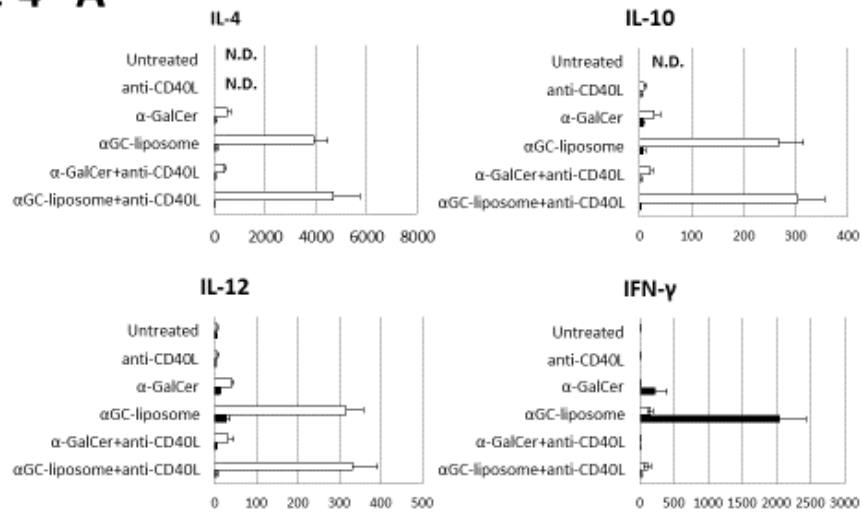 4 A
IL-4
Untreated N.D.
anti-CD40L N.D.
α-GalCer
αGC-liposome
α-GalCer+anti-CD40L
αGC-liposome+anti-CD40L
0 2000 4000 6000 8000
IL-10
Untreated N.D.
anti-CD40L
α-GalCer
αGC-liposome
α-GalCer+anti-CD40L
αGC-liposome+anti-CD40L
0 100 200 300 400
IL-12
Untreated
anti-CD40L
α-GalCer
αGC-liposome
α-GalCer+anti-CD40L
αGC-liposome+anti-CD40L
0 100 200 300 400 500
IFN-γ
Untreated
anti-CD40L
α-GalCer
αGC-liposome
α-GalCer+anti-CD40L
αGC-liposome+anti-CD40L
0 500 1000 1500 2000 2500 3000